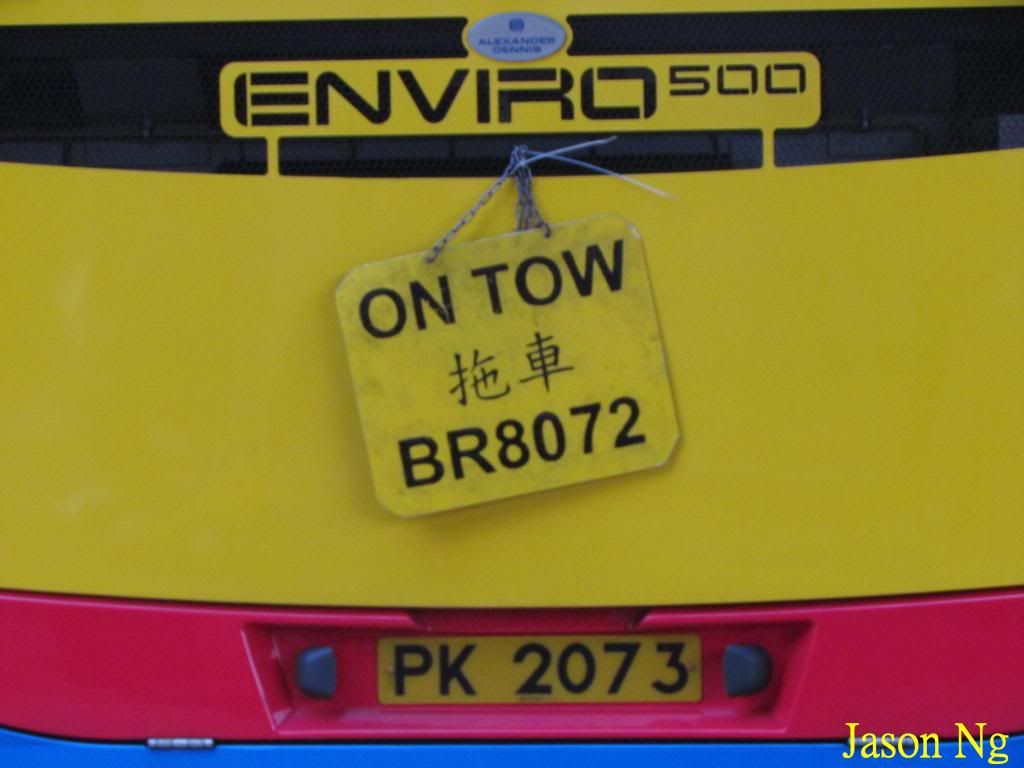 ALEXANDER
DENNIS
ENVIRO500
ON TOW
拖車
BR8072
PK 2073
Jason Ng